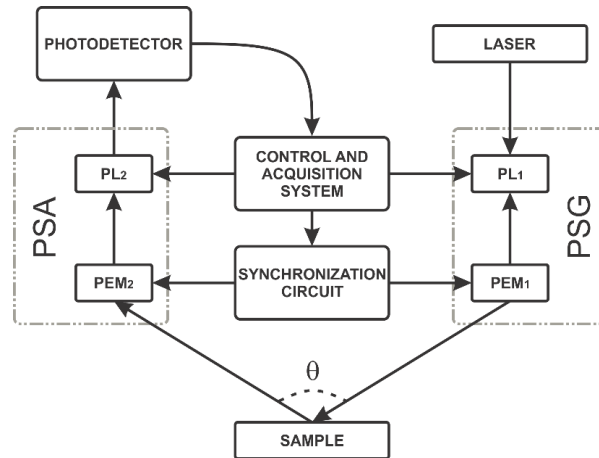 PHOTODETECTOR
LASER
CONTROL AND
ACQUISITION
SYSTEM
PL2
PL1
PSA
PSG
SYNCHRONIZATION
CIRCUIT
PEM2
PEM1
θ
SAMPLE